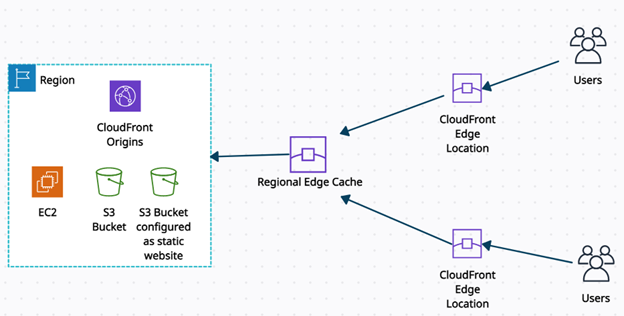 Region
CloudFront
Origins
EC2
S3
Bucket
S3 Bucket
configured
as static
website
Regional Edge Cache
CloudFront
Edge
Location
Users
CloudFront
Edge
Location
Users